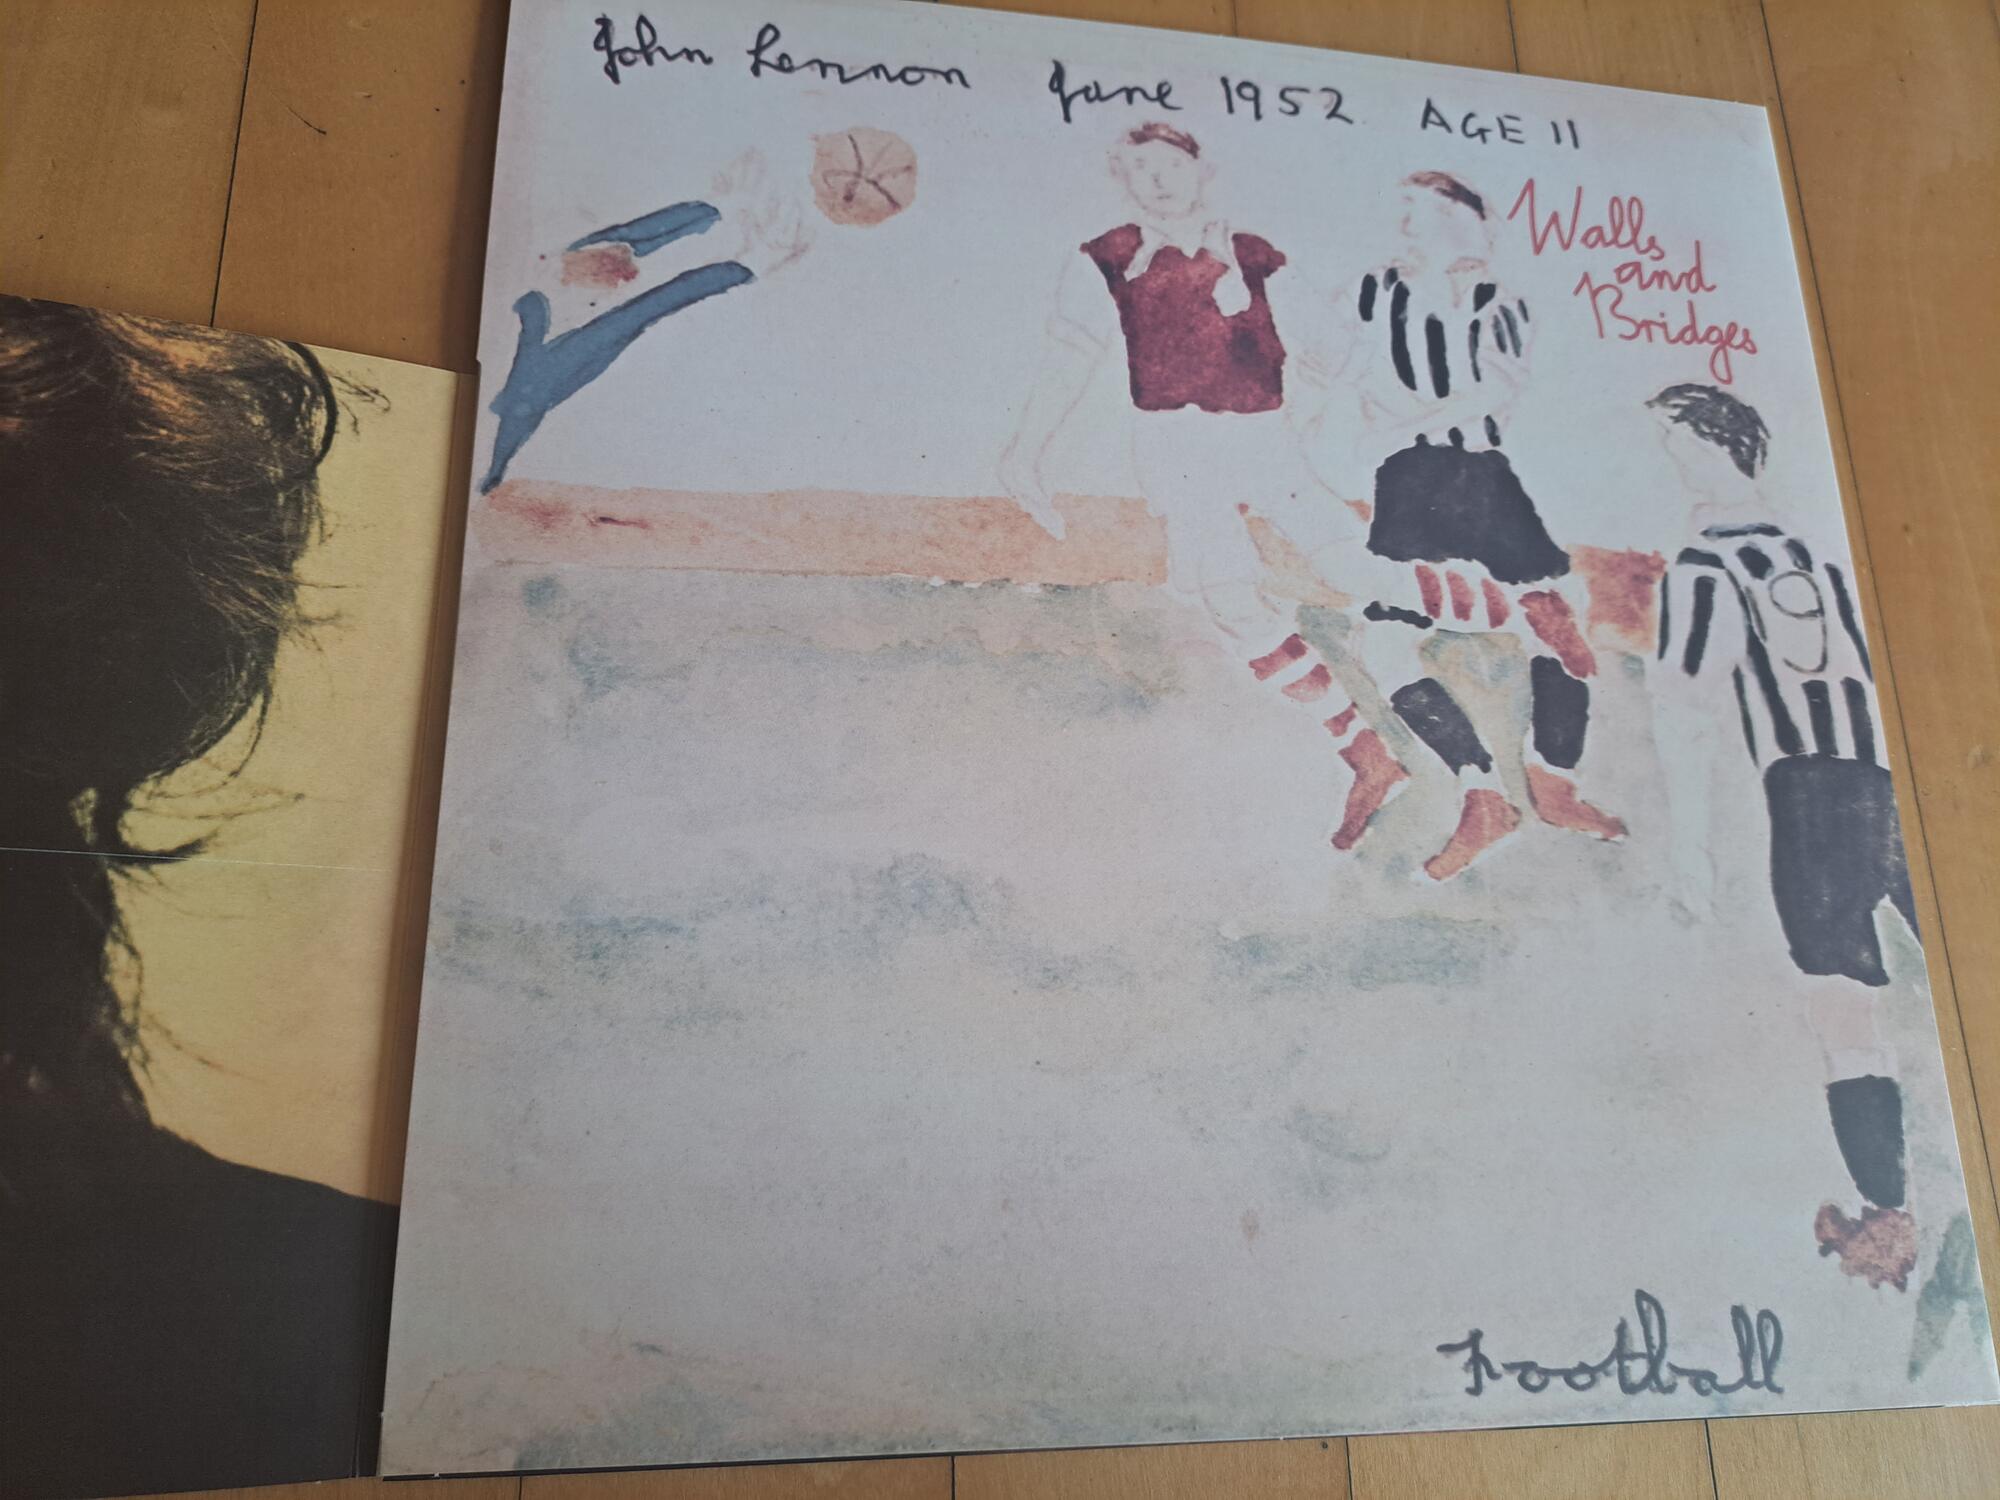 John Lennon June 1952 AGE 11
Walls
and
Bridges
9
Football